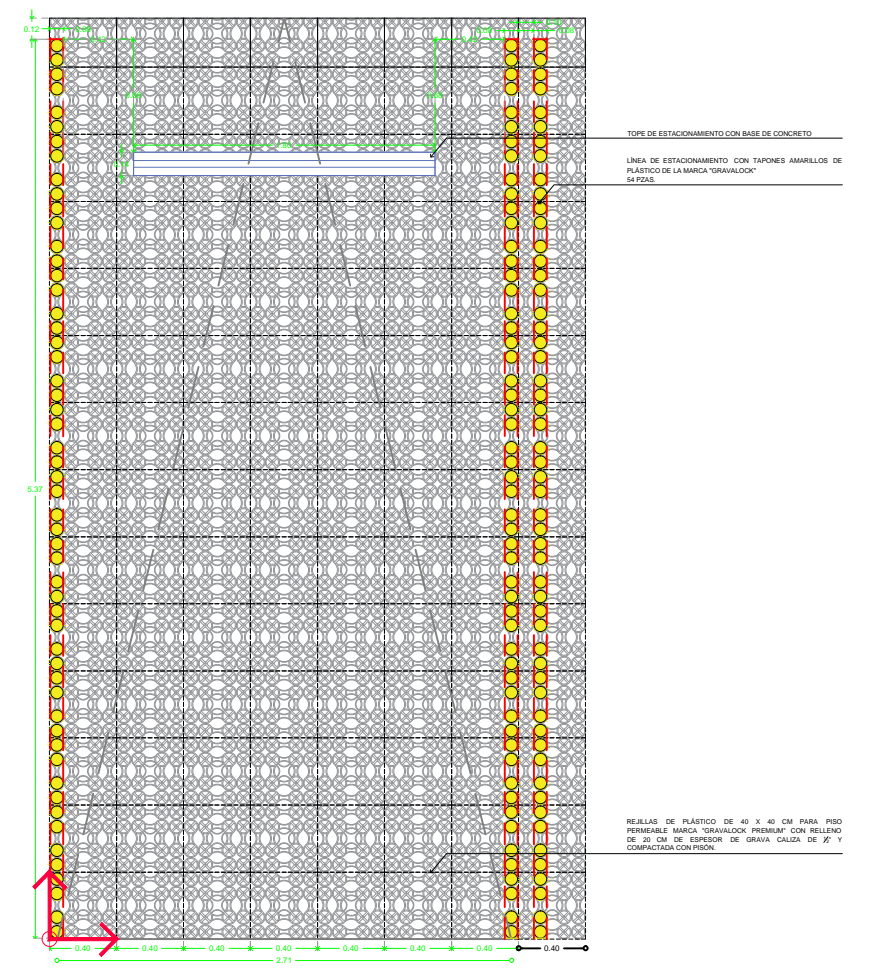 0.12
TOPE DE ESTACIONAMIENTO CON BASE DE CONCRETO
LÍNEA DE ESTACIONAMIENTO CON TAPONES AMARILLOS DE
PLÁSTICO DE LA MARCA "GRAVALOCK"
54 PZAS.
5.37
REJILLAS DE PLÁSTICO DE 40 X 40 CM PARA PISO
PERMEABLE MARCA "GRAVALOCK PREMIUM" CON RELLENO
DE 20 CM DE ESPESOR DE GRAVA CALIZA DE ½" Y
COMPACTADA CON PISÓN.
0.40 0.40 0.40 0.40 0.40 0.40 0.40 0.40
2.71